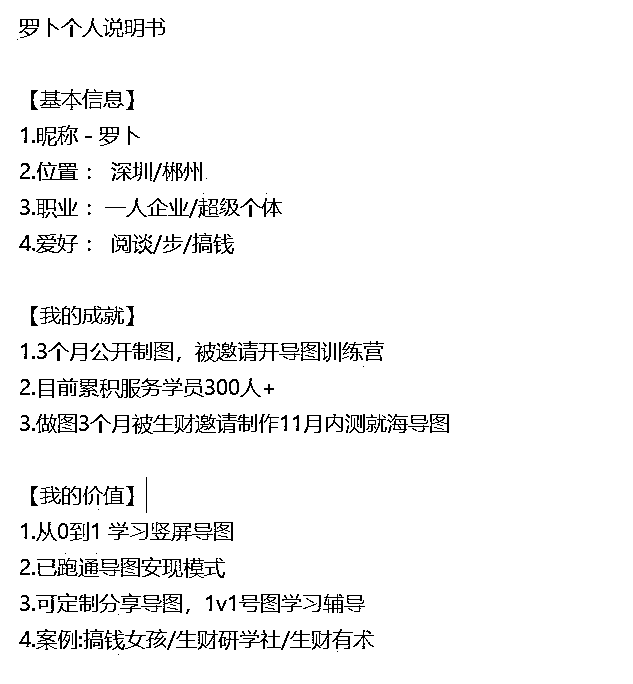 罗卜个人说明书
【基本信息】
1.昵称 - 罗卜
2.位置： 深圳/郴州
3.职业：一人企业/超级个体
4.爱好： 阅谈/步/搞钱
【我的成就】
1.3个月公开制图，被邀请开导图训练营
2.目前累积服务学员300人+
3.做图3个月被生财邀请制作11月内测就海导图
【我的价值】
1.从0到1 学习竖屏导图
2.已跑通导图安现模式
3.可定制分享导图，1v1号图学习辅导
4.案例:搞钱女孩/生财研学社/生财有术